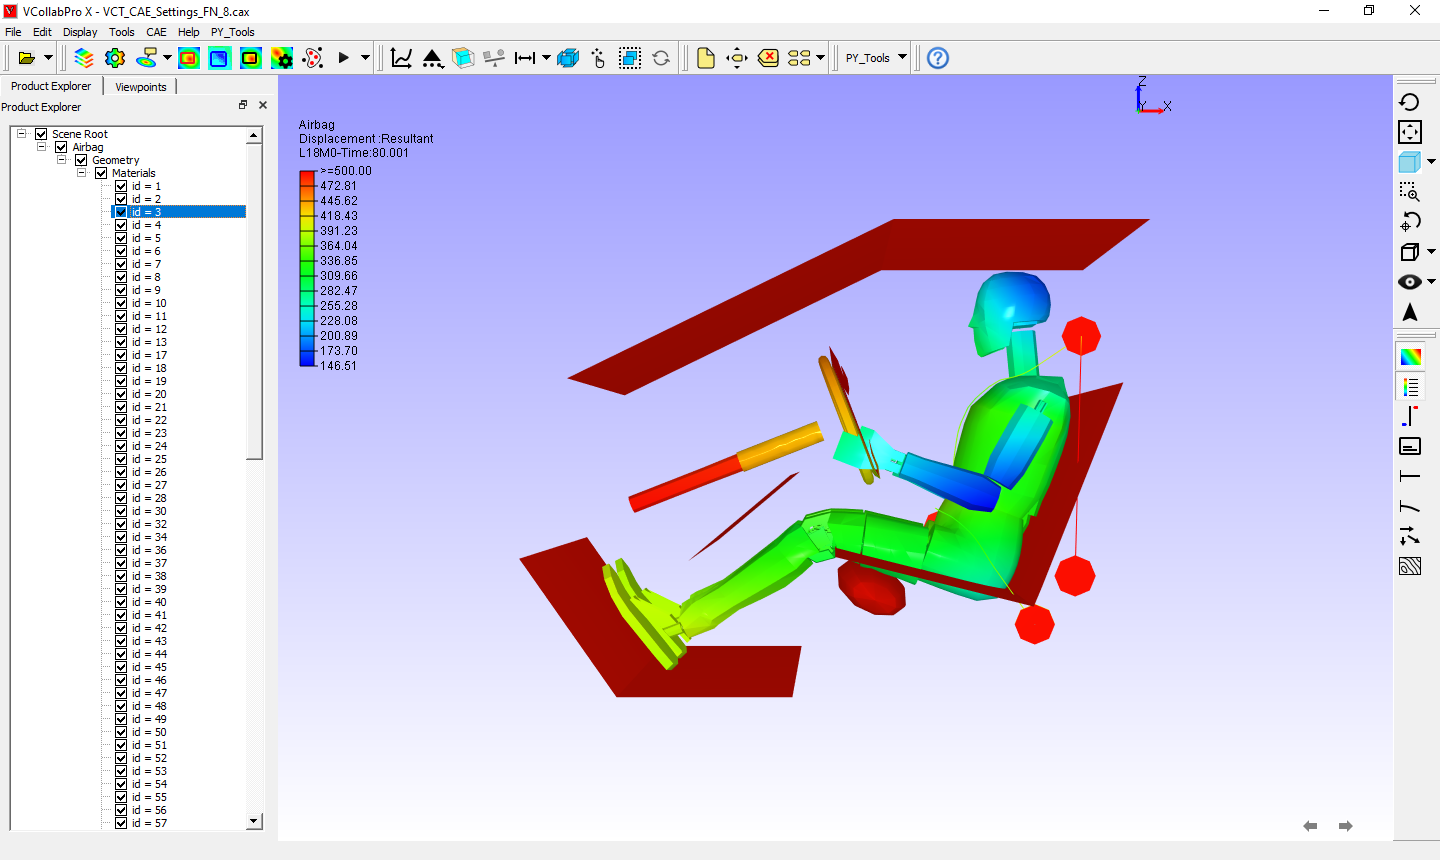 VCollabPro X - VCT_CAE_Settings_FN_8.cax
File Edit Display Tools CAE Help PY_Tools
PY_Tools
Product Explorer Viewpoints
Product Explorer
Scene Root
Airbag
Geometry
Materials
id = 1
id = 2
id = 3
id = 4
id = 5
id = 6
id = 7
id = 8
id = 9
id = 10
id = 11
id = 12
id = 13
id = 17
id = 18
id = 19
id = 20
id = 21
id = 22
id = 23
id = 24
id = 25
id = 26
id = 27
id = 28
id = 30
id = 32
id = 34
id = 36
id = 37
id = 38
id = 39
id = 40
id = 41
id = 42
id = 43
id = 44
id = 45
id = 46
id = 47
id = 48
id = 49
id = 50
id = 51
id = 52
id = 53
id = 54
id = 55
id = 56
id = 57
Airbag
Displacement :Resultant
L18M0-Time:80.001
>=500.00
472.81
445.62
418.43
391.23
364.04
336.85
309.66
282.47
255.28
228.08
200.89
173.70
146.51
Z
Y X